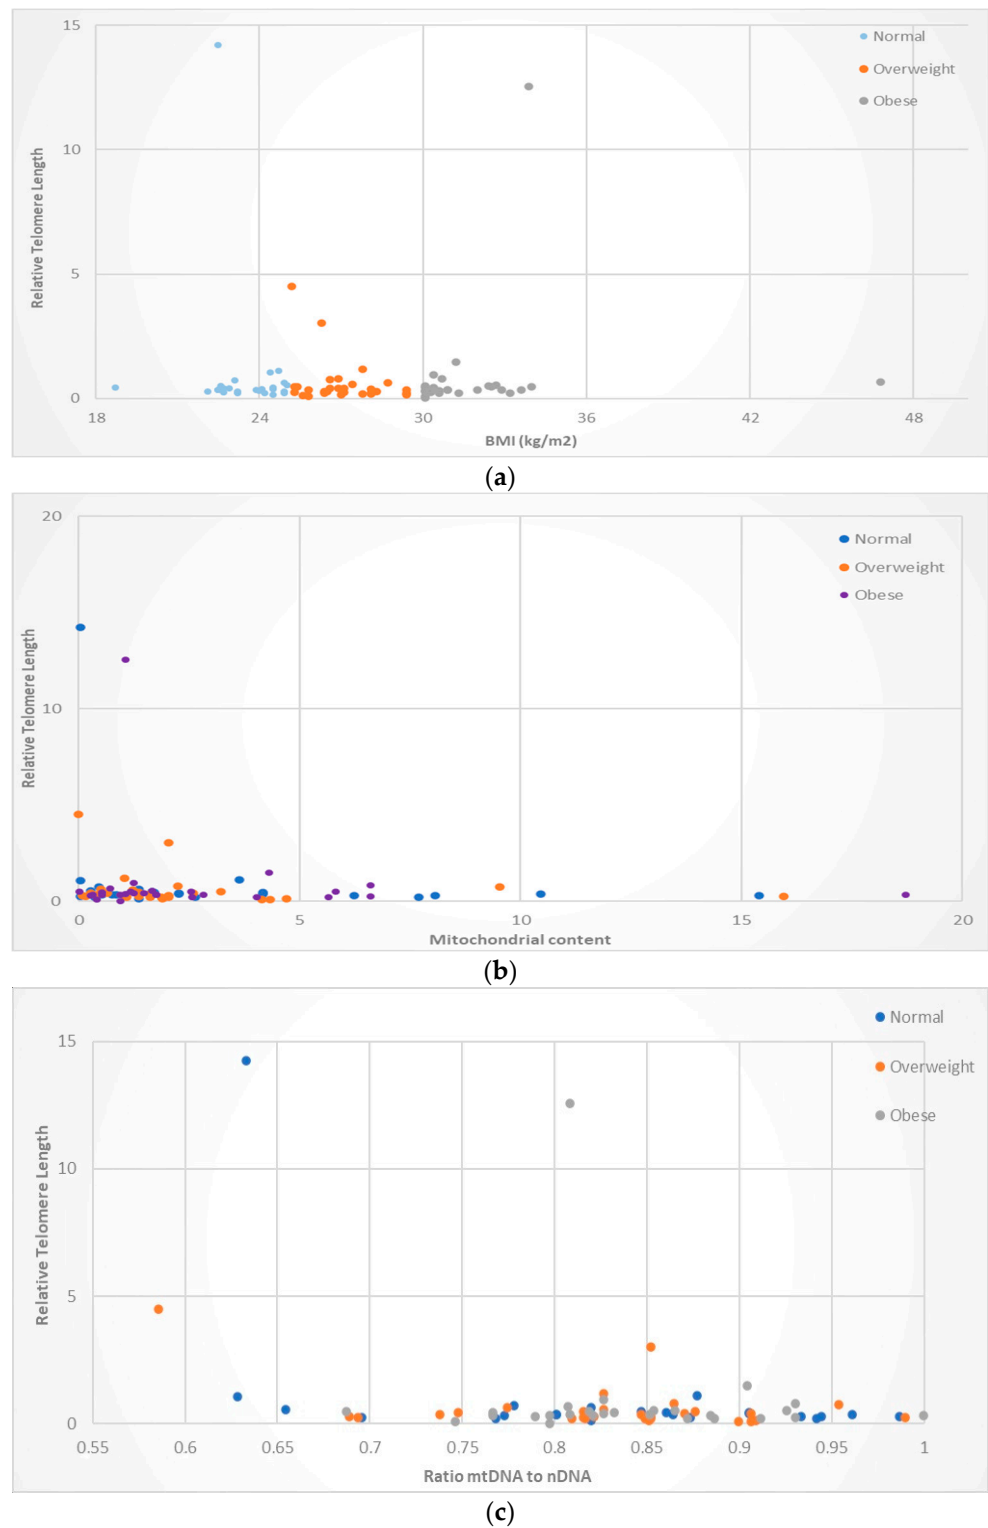 15
Normal
Overweight
Obese
10
Relative Telomere Length
5
0
18 24 30 36 42 48
BMI (kg/m2)
(a)
20
Normal
Overweight
Obese
Relative Telomere Length
10
0
0 5 10 15 20
Mitochondrial content
(b)
Normal
15
Overweight
Obese
10
Relative Telomere Length
5
0
0.55 0.6 0.65 0.7 0.75 0.8 0.85 0.9 0.95 1
Ratio mtDNA to nDNA
(c)